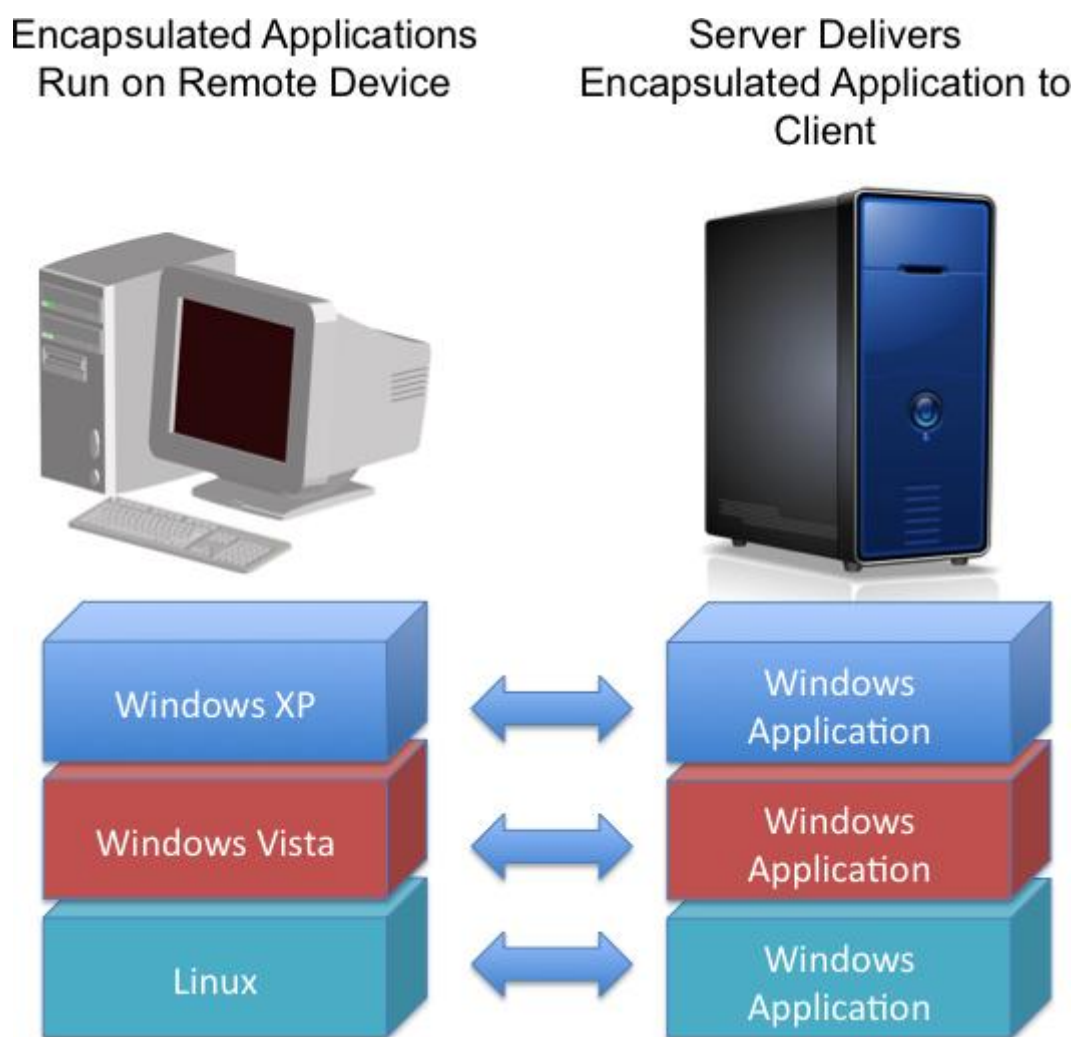 Encapsulated Applications
Run on Remote Device
Server Delivers
Encapsulated Application to
Client
Windows XP
Windows
Application
Windows Vista
Windows
Application
Linux
Windows
Application